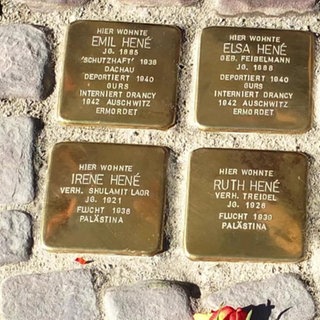 HIER WOHNTE
EMIL HENÉ
JG. 1885
'SCHUTZHAFT' 1938
DACHAU
DEPORTIERT 1940
GURS
INTERNIERT DRANCY
1942 AUSCHWITZ
ERMORDET
HIER WOHNTE
ELSA HENÉ
GEB. FEIBELMANN
JG. 1888
DEPORTIERT 1940
GURS
INTERNIERT DRANCY
1942 AUSCHWITZ
ERMORDET
HIER WOHNTE
IRENE HENÉ
VERH. SHULAMIT LAOR
JG. 1921
FLUCHT 1938
PALÄSTINA
HIER WOHNTE
RUTH HENÉ
VERH. TREIDEL
JG. 1926
FLUCHT 1939
PALÄSTINA